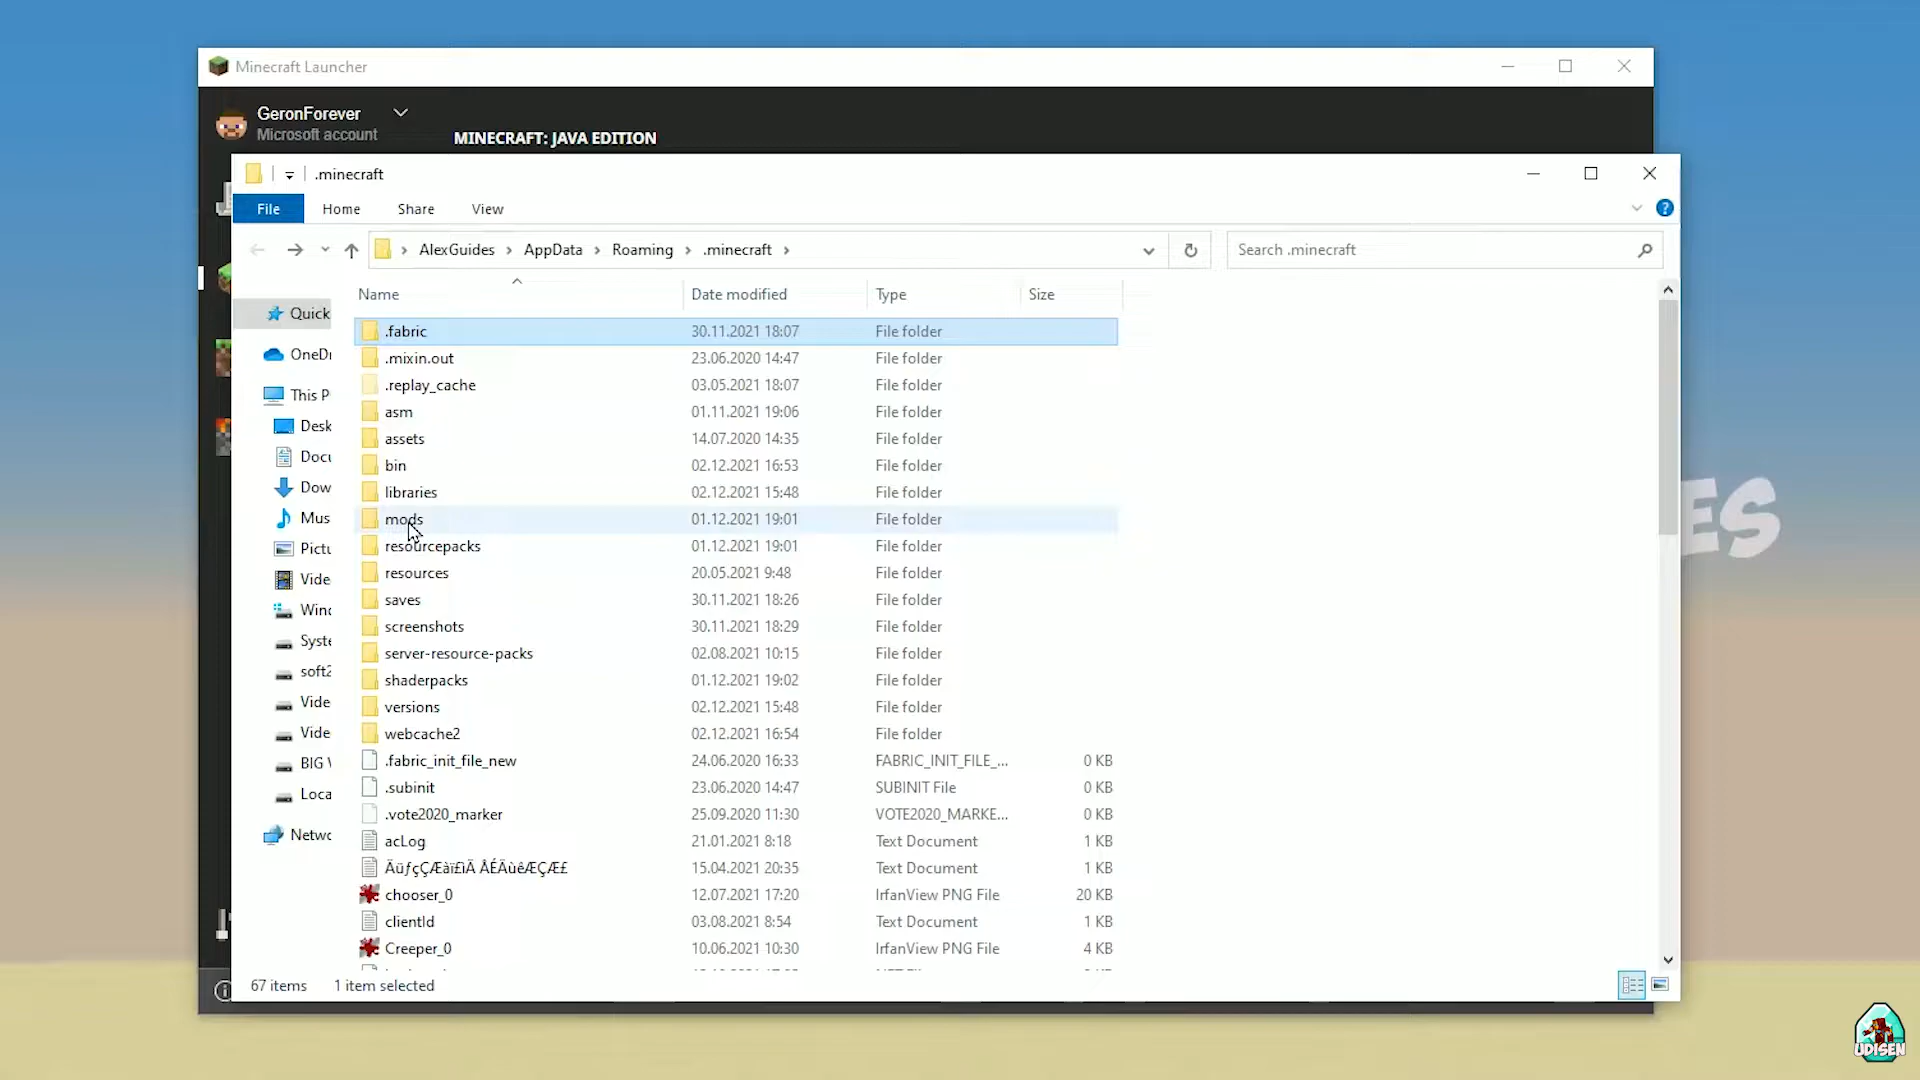 Minecraft Launcher
GeronForever
Microsoft account
MINECRAFT: JAVA EDITION
.minecraft
File Home Share View
AlexGuides AppData Roaming .minecraft
Search .minecraft
Name Date modified Type Size
Quick
OneD
This P
Desk
Docu
Dow
Mus
Pictu
Vide
Wind
Syste
soft2
Vide
Vide
BIG
Loca
Netwo
.fabric 30.11.2021 18:07 File folder
.mixin.out 23.06.2020 14:47 File folder
.replay_cache 03.05.2021 18:07 File folder
asm 01.11.2021 19:06 File folder
assets 14.07.2020 14:35 File folder
bin 02.12.2021 16:53 File folder
libraries 02.12.2021 15:48 File folder
mods 01.12.2021 19:01 File folder
resourcepacks 01.12.2021 19:01 File folder
resources 20.05.2021 9:48 File folder
saves 30.11.2021 18:26 File folder
screenshots 30.11.2021 18:29 File folder
server-resource-packs 02.08.2021 10:15 File folder
shaderpacks 01.12.2021 19:02 File folder
versions 02.12.2021 15:48 File folder
webcache2 02.12.2021 16:54 File folder
.fabric_init_file_new 24.06.2020 16:33 FABRIC_INIT_FILE_... 0 KB
.subinit 23.06.2020 14:47 SUBINIT File 0 KB
.vote2020_marker 25.09.2020 11:30 VOTE2020_MARKE... 0 KB
acLog 21.01.2021 8:18 Text Document 1 KB
15.04.2021 20:35 Text Document 1 KB
chooser_0 12.07.2021 17:20 IrfanView PNG File 20 KB
clientId 03.08.2021 8:54 Text Document 1 KB
Creeper_0 10.06.2021 10:30 IrfanView PNG File 4 KB
67 items 1 item selected
ES
UDISEN